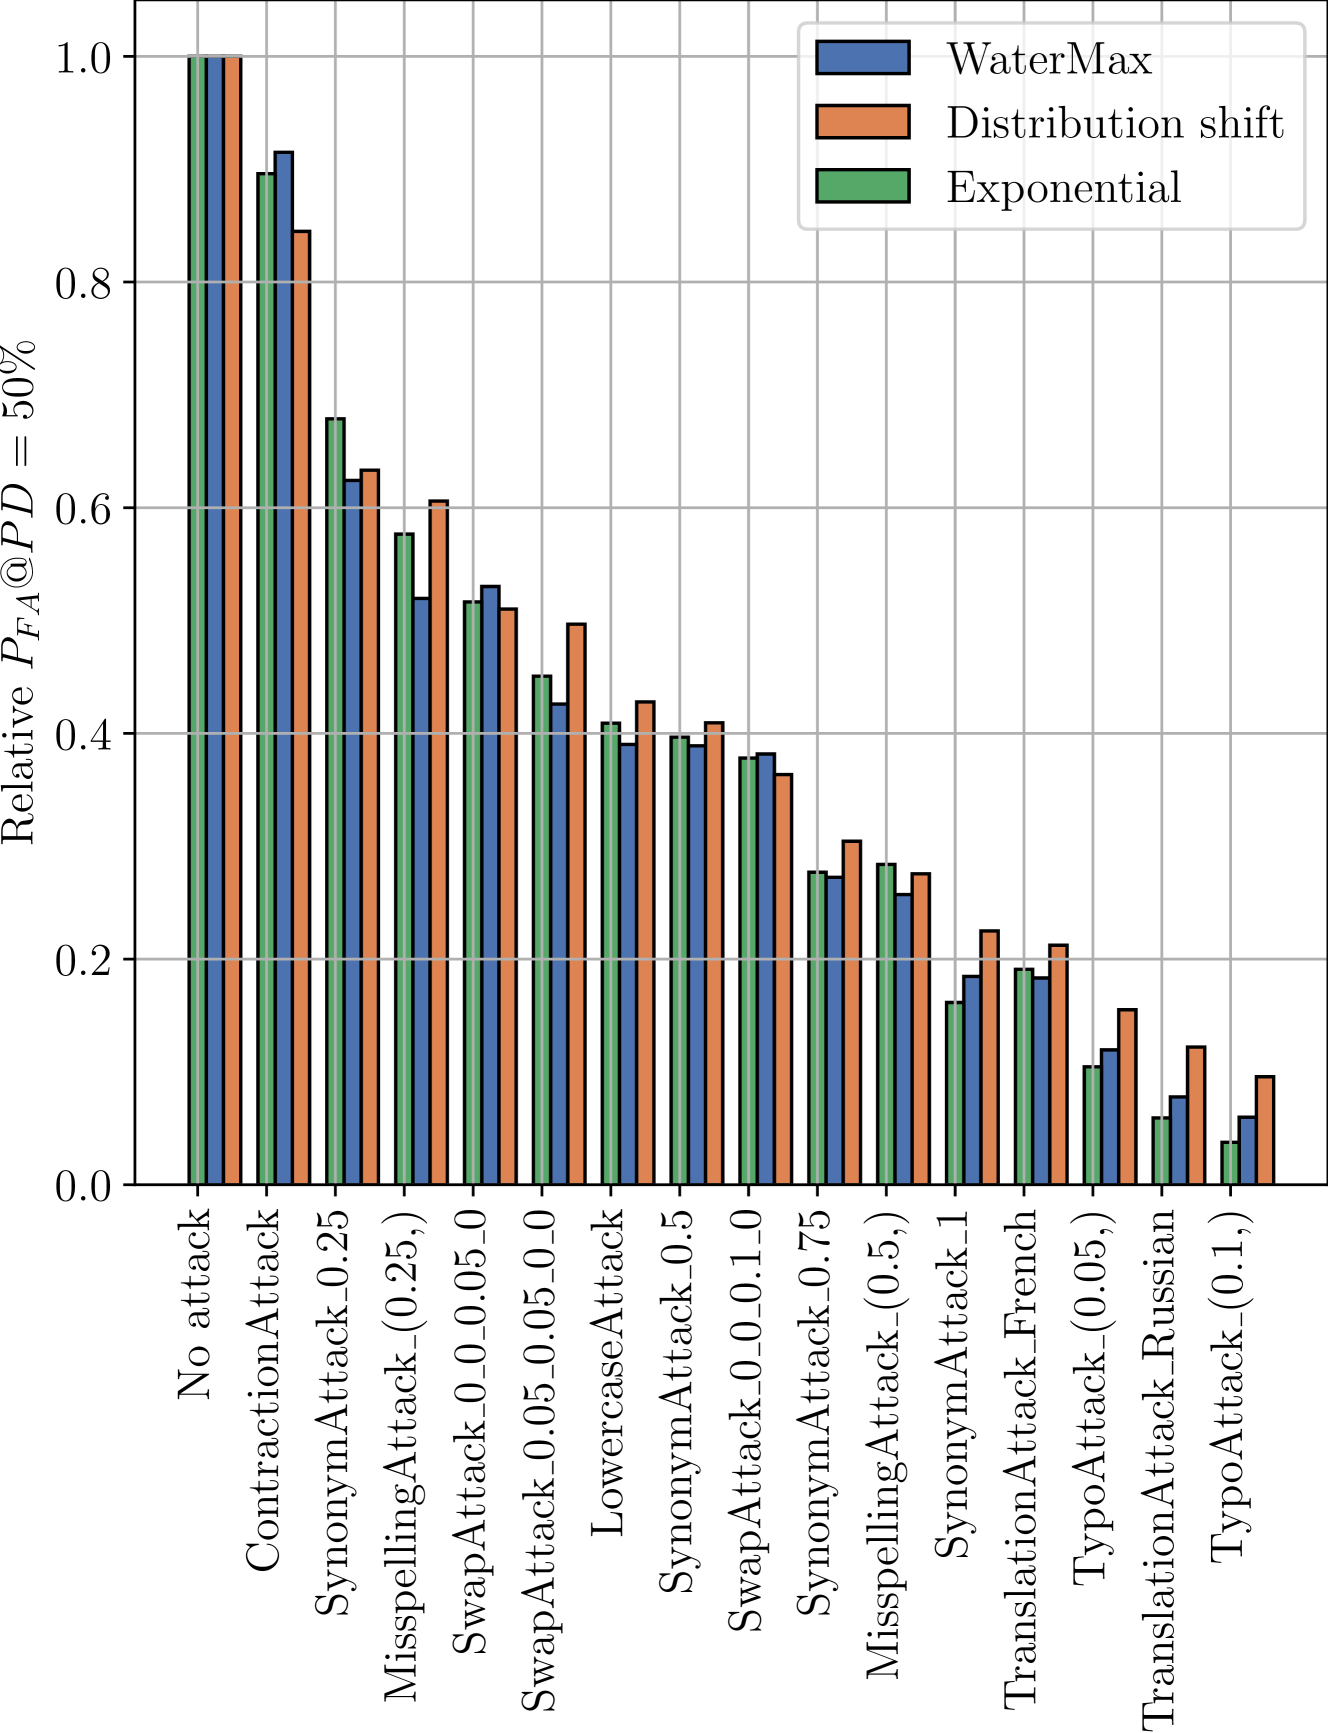 WaterMax
Distribution shift
Exponential
Relative P_{FA}@PD = 50%
1.0
0.8
0.6
0.4
0.2
0.0
No attack
ContractionAttack
SynonymAttack_0.25
MisspellingAttack_(0.25,)
SwapAttack_0_0_0.05_0
SwapAttack_0.05_0.05_0_0
LowercaseAttack
SynonymAttack_0.5
SwapAttack_0_0_0.1_0
SynonymAttack_0.75
MisspellingAttack_(0.5,)
SynonymAttack_1
TranslationAttack_French
TypoAttack_(0.05,)
TranslationAttack_Russian
TypoAttack_(0.1,)